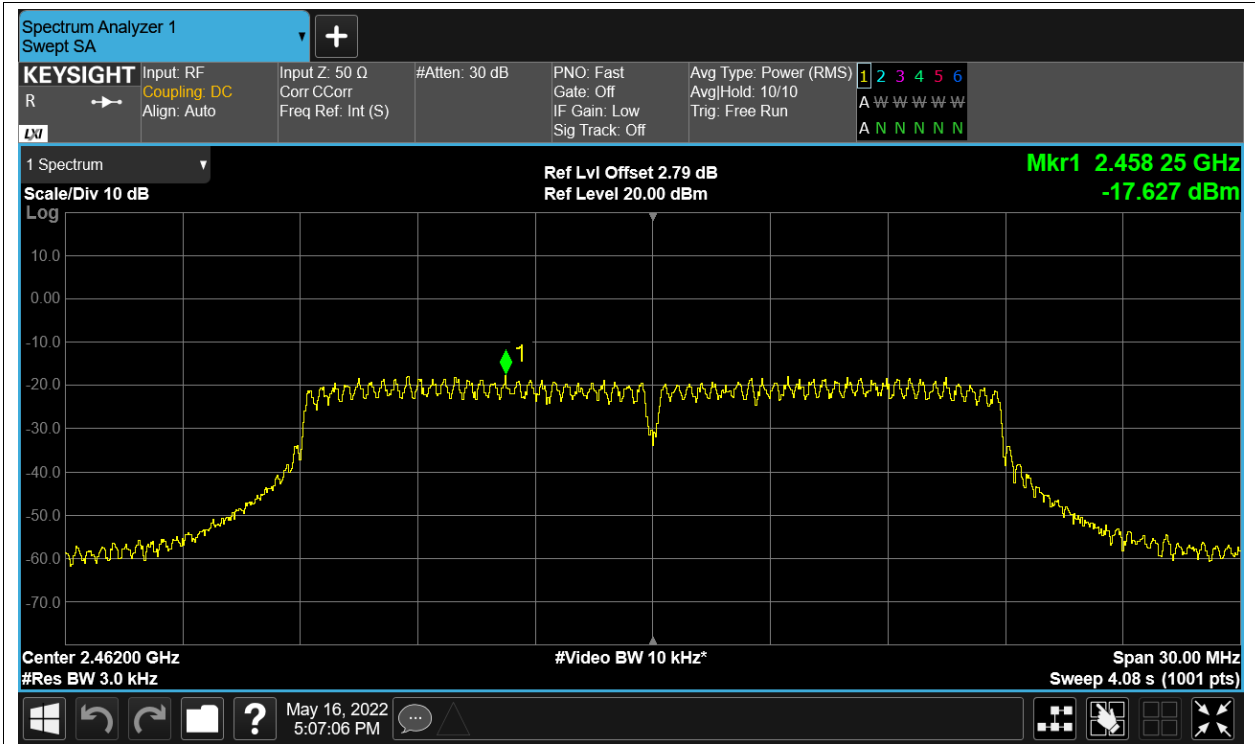 Spectrum Analyzer 1
Swept SA
KEYSIGHT
R
LXI
Input: RF
Coupling: DC
Align: Auto
Input Z: 50 Ω
Corr CCorr
Freq Ref: Int (S)
#Atten: 30 dB
PNO: Fast
Gate: Off
IF Gain: Low
Sig Track: Off
Avg Type: Power (RMS)
Avg|Hold: 10/10
Trig: Free Run
1 2 3 4 5 6
A W W W W W
A N N N N N
1 Spectrum
Scale/Div 10 dB
Log
Ref Lvl Offset 2.79 dB
Ref Level 20.00 dBm
Mkr1 2.458 25 GHz
-17.627 dBm
10.0
0.00
-10.0
1
-20.0
-30.0
-40.0
-50.0
-60.0
-70.0
Center 2.46200 GHz
#Video BW 10 kHz*
Span 30.00 MHz
#Res BW 3.0 kHz
Sweep 4.08 s (1001 pts)
?
May 16, 2022
5:07:06 PM